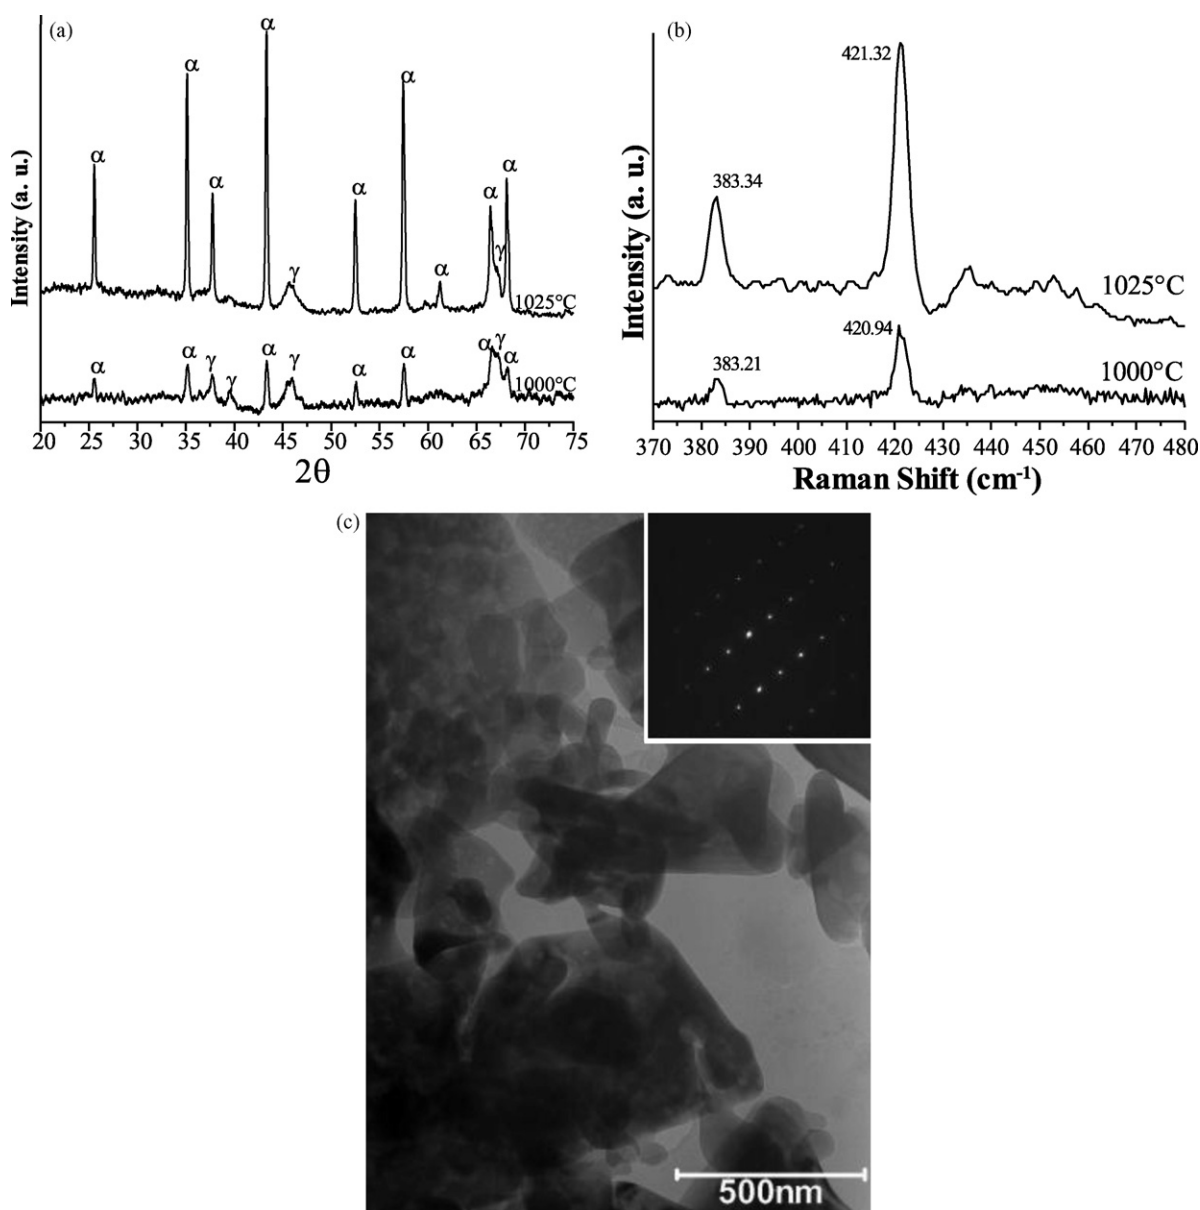 (a)
α
α
α
α
α
α
α
α
α
γ
γ
1025°C
α
α
γ
γ
α
γ
α
α
α
γ
α
1000°C
Intensity (a. u.)
20 25 30 35 40 45 50 55 60 65 70 75
2θ
(b)
421.32
383.34
1025°C
420.94
383.21
1000°C
Intensity (a. u.)
370 380 390 400 410 420 430 440 450 460 470 480
Raman Shift (cm⁻¹)
(c)
500nm